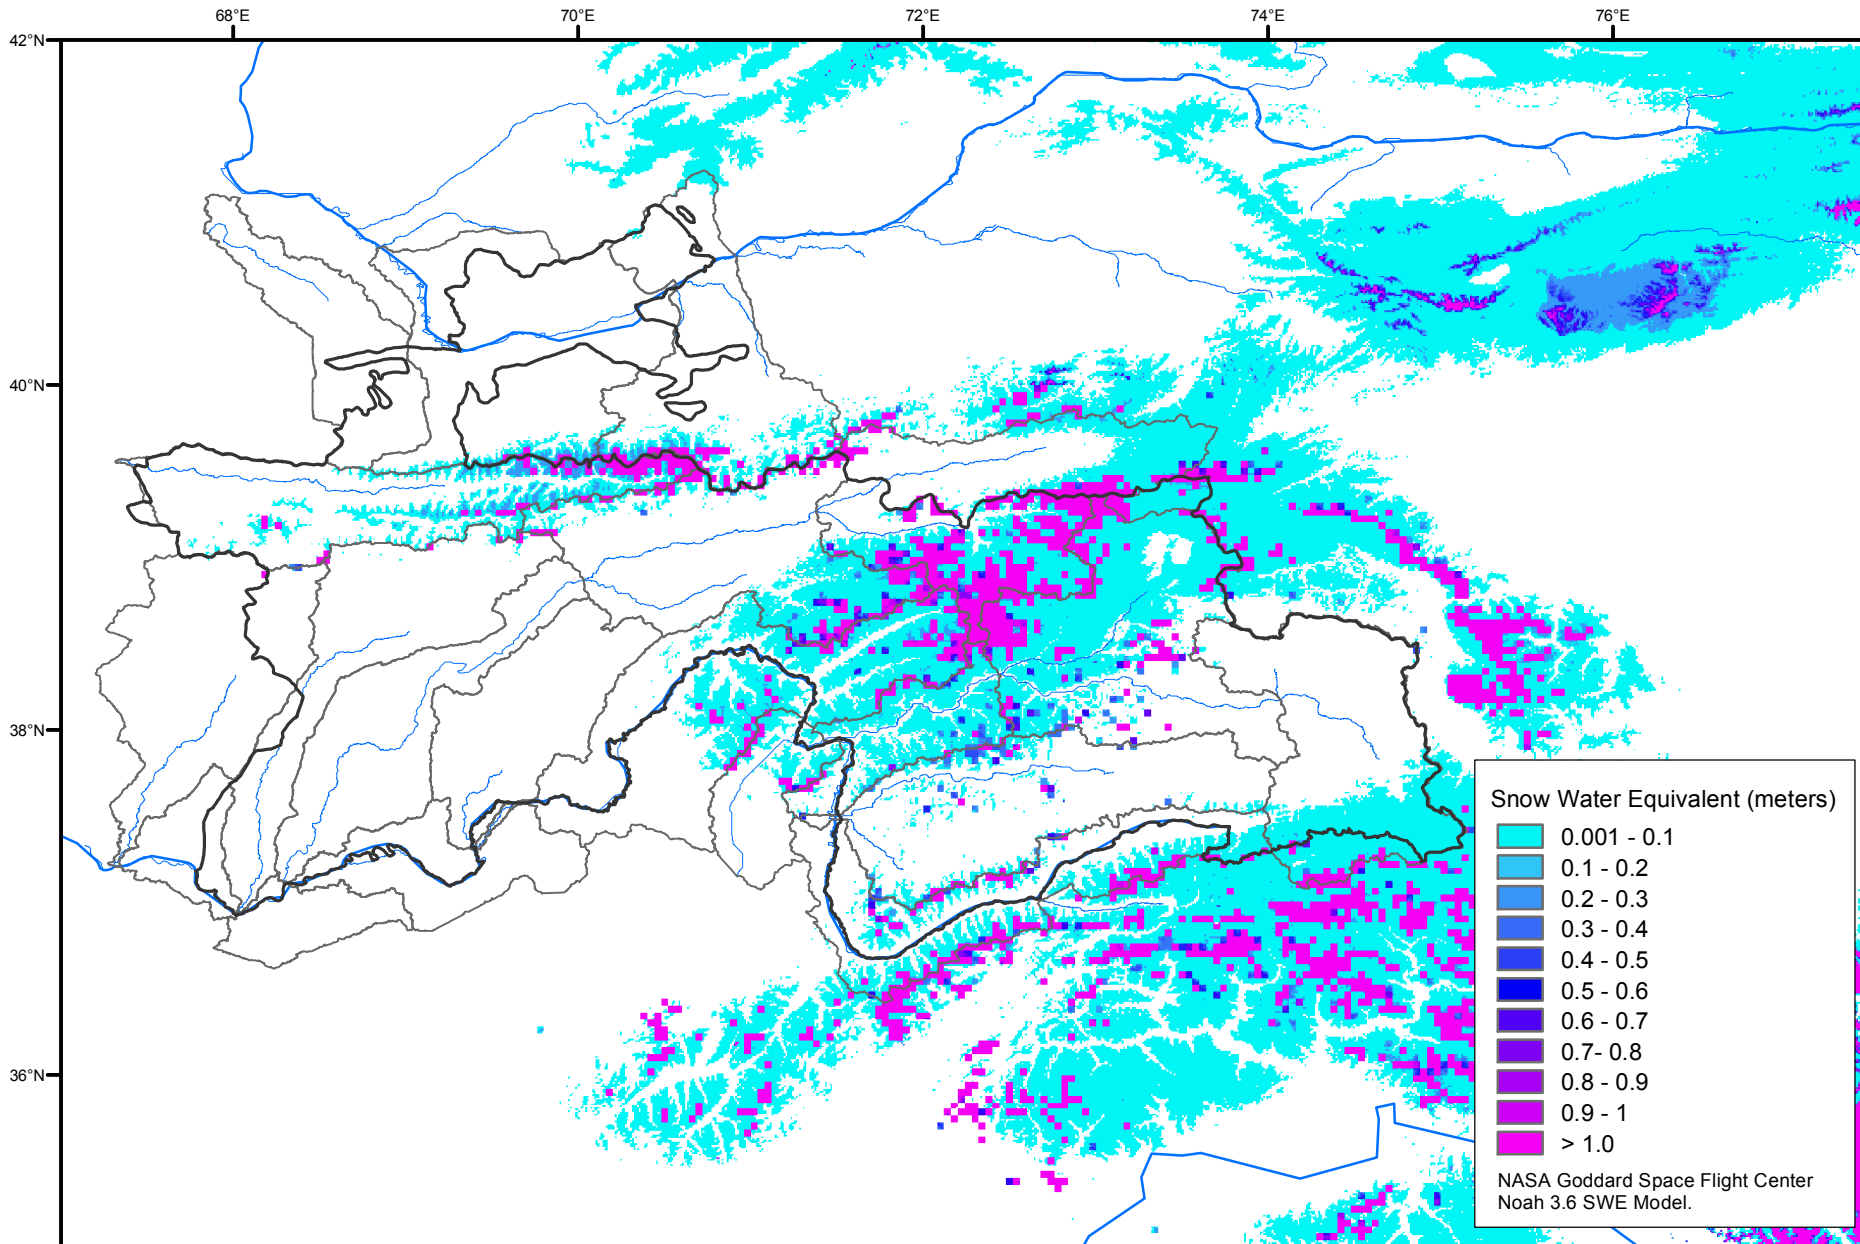 68°E 70°E 72°E 74°E 76°E
42°N
40°N
38°N
36°N
Snow Water Equivalent (meters)
0.001 - 0.1
0.1 - 0.2
0.2 - 0.3
0.3 - 0.4
0.4 - 0.5
0.5 - 0.6
0.6 - 0.7
0.7- 0.8
0.8 - 0.9
0.9 - 1
> 1.0
NASA Goddard Space Flight Center
Noah 3.6 SWE Model.